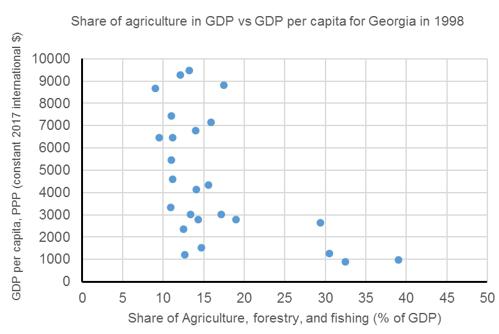 Share of agriculture in GDP vs GDP per capita for Georgia in 1998
GDP per capita, PPP (constant 2017 international $)
10000
9000
8000
7000
6000
5000
4000
3000
2000
1000
0
0 5 10 15 20 25 30 35 40 45 50
Share of Agriculture, forestry, and fishing (% of GDP)